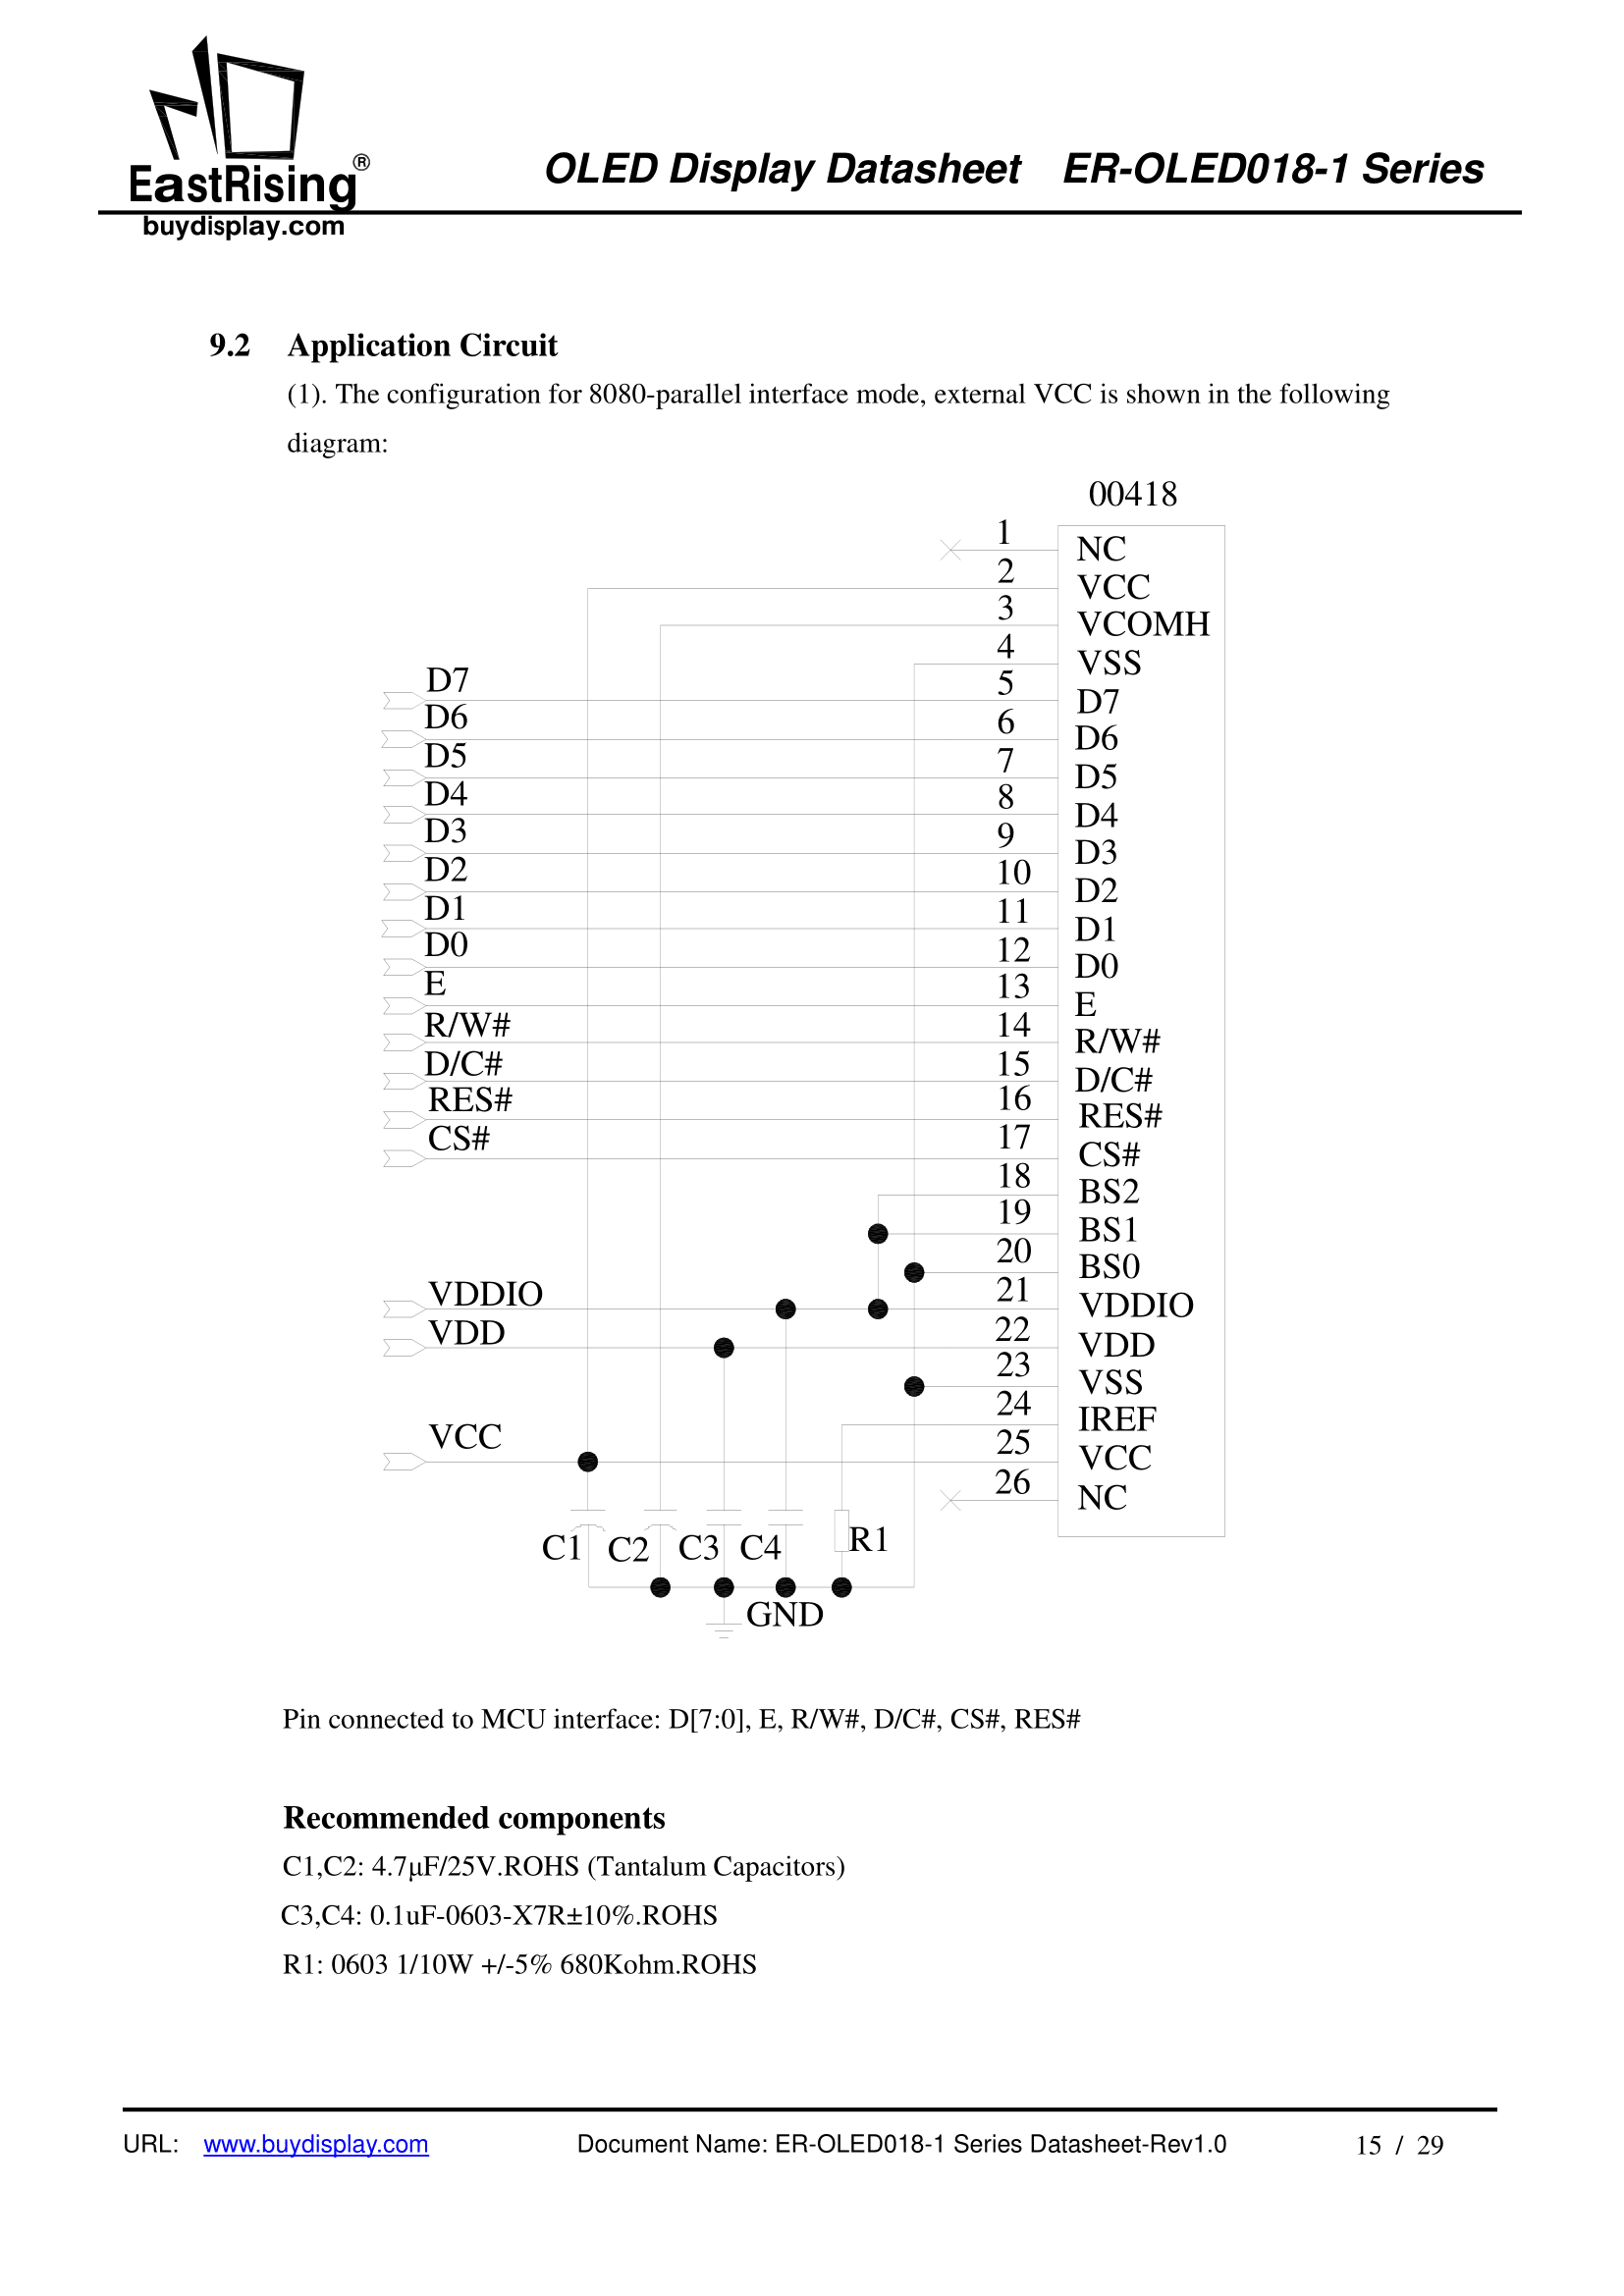 EastRising®
buydisplay.com
OLED Display Datasheet ER-OLED018-1 Series
9.2 Application Circuit
(1). The configuration for 8080-parallel interface mode, external VCC is shown in the following
diagram:
00418
1 NC
2 VCC
3 VCOMH
4 VSS
D7 5 D7
D6 6 D6
D5 7 D5
D4 8 D4
D3 9 D3
D2 10 D2
D1 11 D1
D0 12 D0
E 13 E
R/W# 14 R/W#
D/C# 15 D/C#
RES# 16 RES#
CS# 17 CS#
18 BS2
19 BS1
20 BS0
VDDIO 21 VDDIO
VDD 22 VDD
23 VSS
24 IREF
VCC 25 VCC
26 NC
C1 C2 C3 C4 R1
GND
Pin connected to MCU interface: D[7:0], E, R/W#, D/C#, CS#, RES#
Recommended components
C1,C2: 4.7μF/25V.ROHS (Tantalum Capacitors)
C3,C4: 0.1uF-0603-X7R±10%.ROHS
R1: 0603 1/10W +/-5% 680Kohm.ROHS
URL: www.buydisplay.com Document Name: ER-OLED018-1 Series Datasheet-Rev1.0 15 / 29